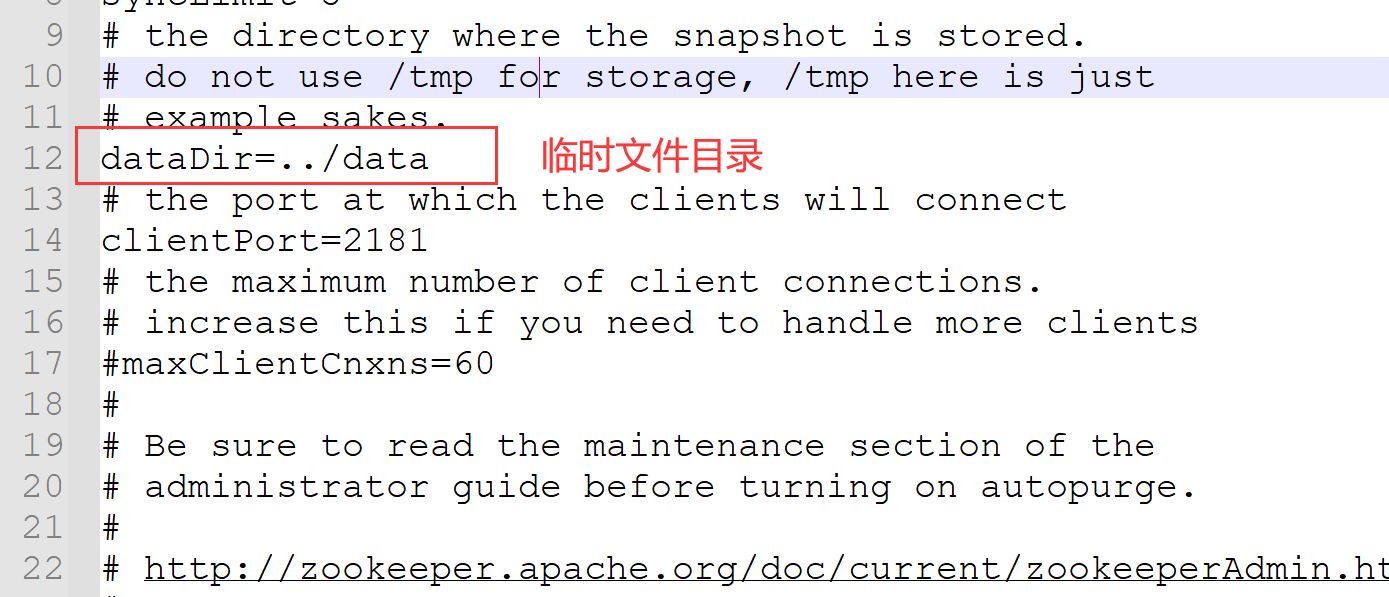 9 # the directory where the snapshot is stored.
10 # do not use /tmp for storage, /tmp here is just
11 # example sakes.
12 dataDir=../data 临时文件目录
13 # the port at which the clients will connect
14 clientPort=2181
15 # the maximum number of client connections.
16 # increase this if you need to handle more clients
17 #maxClientCnxns=60
18 #
19 # Be sure to read the maintenance section of the
20 # administrator guide before turning on autopurge.
21 #
22 # http://zookeeper.apache.org/doc/current/zookeeperAdmin.ht